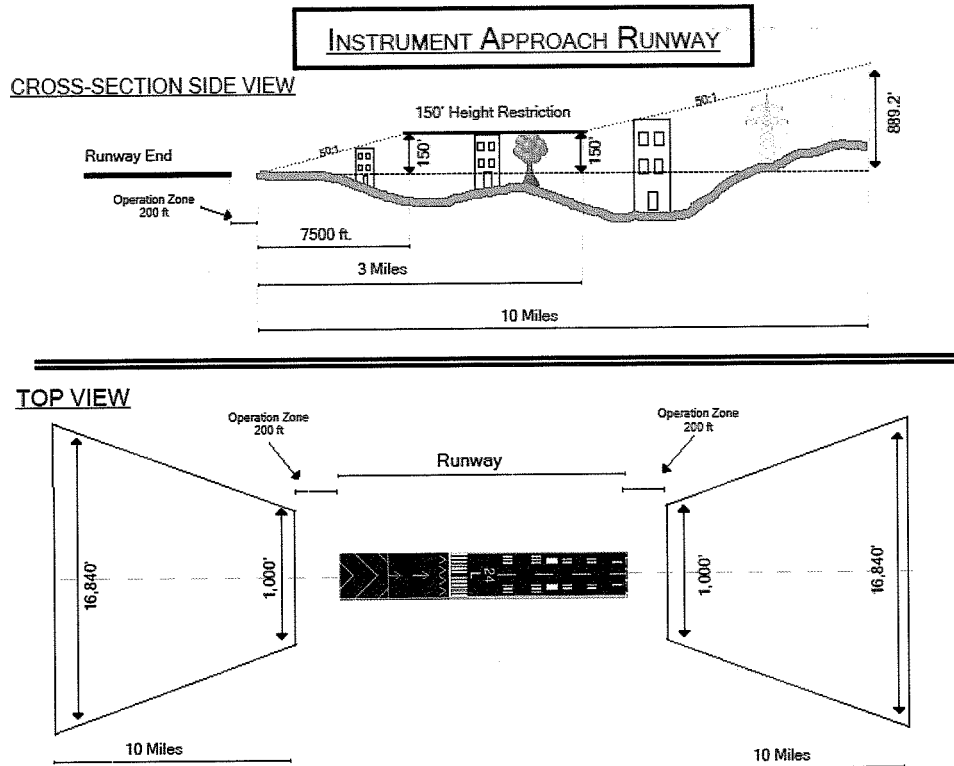 INSTRUMENT APPROACH RUNWAY
CROSS-SECTION SIDE VIEW
150' Height Restriction
50:1
889.2'
50:1
150'
150'
Runway End
Operation Zone
200 ft
7500 ft.
3 Miles
10 Miles
TOP VIEW
Operation Zone
200 ft
Operation Zone
200 ft
Runway
16,840'
1,000'
24
L
1,000'
16,840'
10 Miles
10 Miles